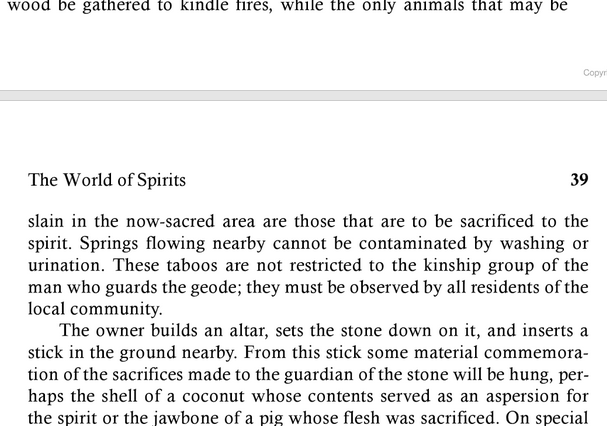 wood be gathered to kindle fires, while the only animals that may be
Copyr
The World of Spirits 39
slain in the now-sacred area are those that are to be sacrificed to the
spirit. Springs flowing nearby cannot be contaminated by washing or
urination. These taboos are not restricted to the kinship group of the
man who guards the geode; they must be observed by all residents of the
local community.
The owner builds an altar, sets the stone down on it, and inserts a
stick in the ground nearby. From this stick some material commemora-
tion of the sacrifices made to the guardian of the stone will be hung, per-
haps the shell of a coconut whose contents served as an aspersion for
the spirit or the jawbone of a pig whose flesh was sacrificed. On special